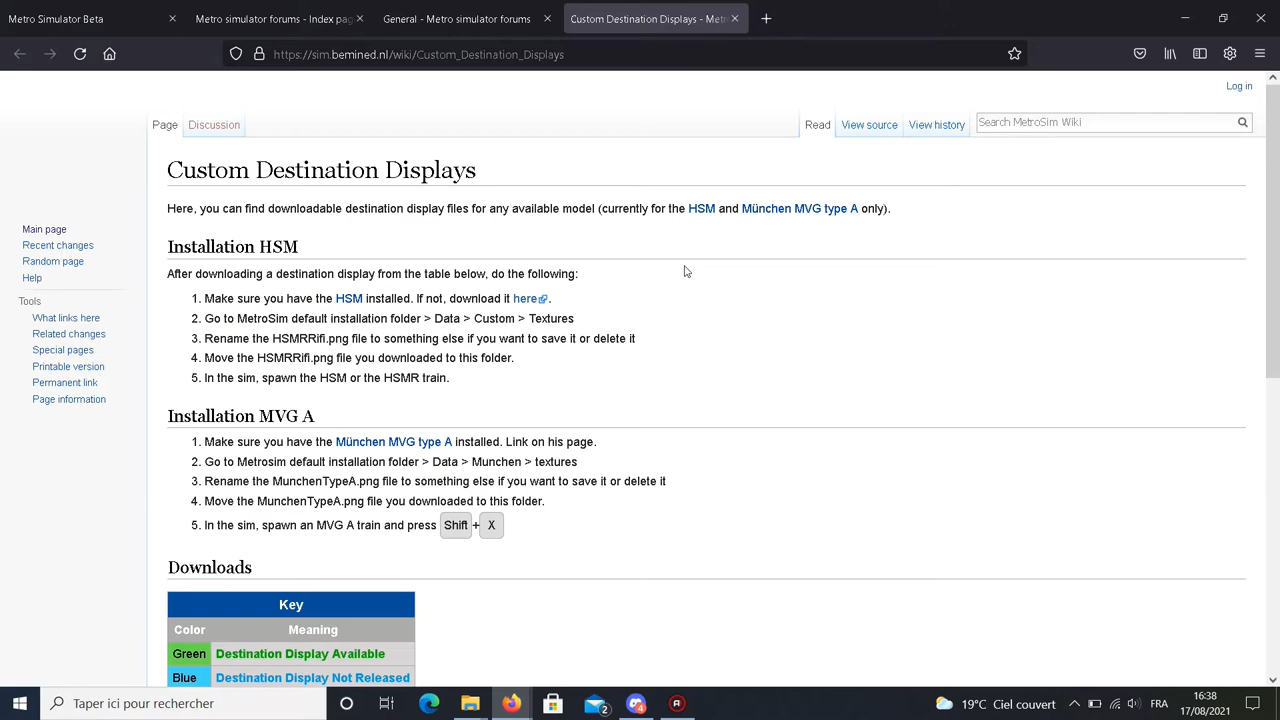 Metro Simulator Beta
Metro simulator forums - Index pag
General - Metro simulator forums
Custom Destination Displays - Metr
https://sim.bemined.nl/wiki/Custom_Destination_Displays
Log in
Page
Discussion
Read
View source
View history
Search MetroSim Wiki
Custom Destination Displays
Here, you can find downloadable destination display files for any available model (currently for the HSM and München MVG type A only).
Main page
Recent changes
Random page
Help
Tools
What links here
Related changes
Special pages
Printable version
Permanent link
Page information
Installation HSM
After downloading a destination display from the table below, do the following:
1. Make sure you have the HSM installed. If not, download it here.
2. Go to MetroSim default installation folder > Data > Custom > Textures
3. Rename the HSMRRifi.png file to something else if you want to save it or delete it
4. Move the HSMRRifi.png file you downloaded to this folder.
5. In the sim, spawn the HSM or the HSMR train.
Installation MVG A
1. Make sure you have the München MVG type A installed. Link on his page.
2. Go to Metrosim default installation folder > Data > Munchen > textures
3. Rename the MunchenTypeA.png file to something else if you want to save it or delete it
4. Move the MunchenTypeA.png file you downloaded to this folder.
5. In the sim, spawn an MVG A train and press Shift + X
Downloads
Key
Color Meaning
Green Destination Display Available
Blue Destination Display Not Released
Taper ici pour rechercher
2
19°C Ciel couvert
FRA
16:38
17/08/2021